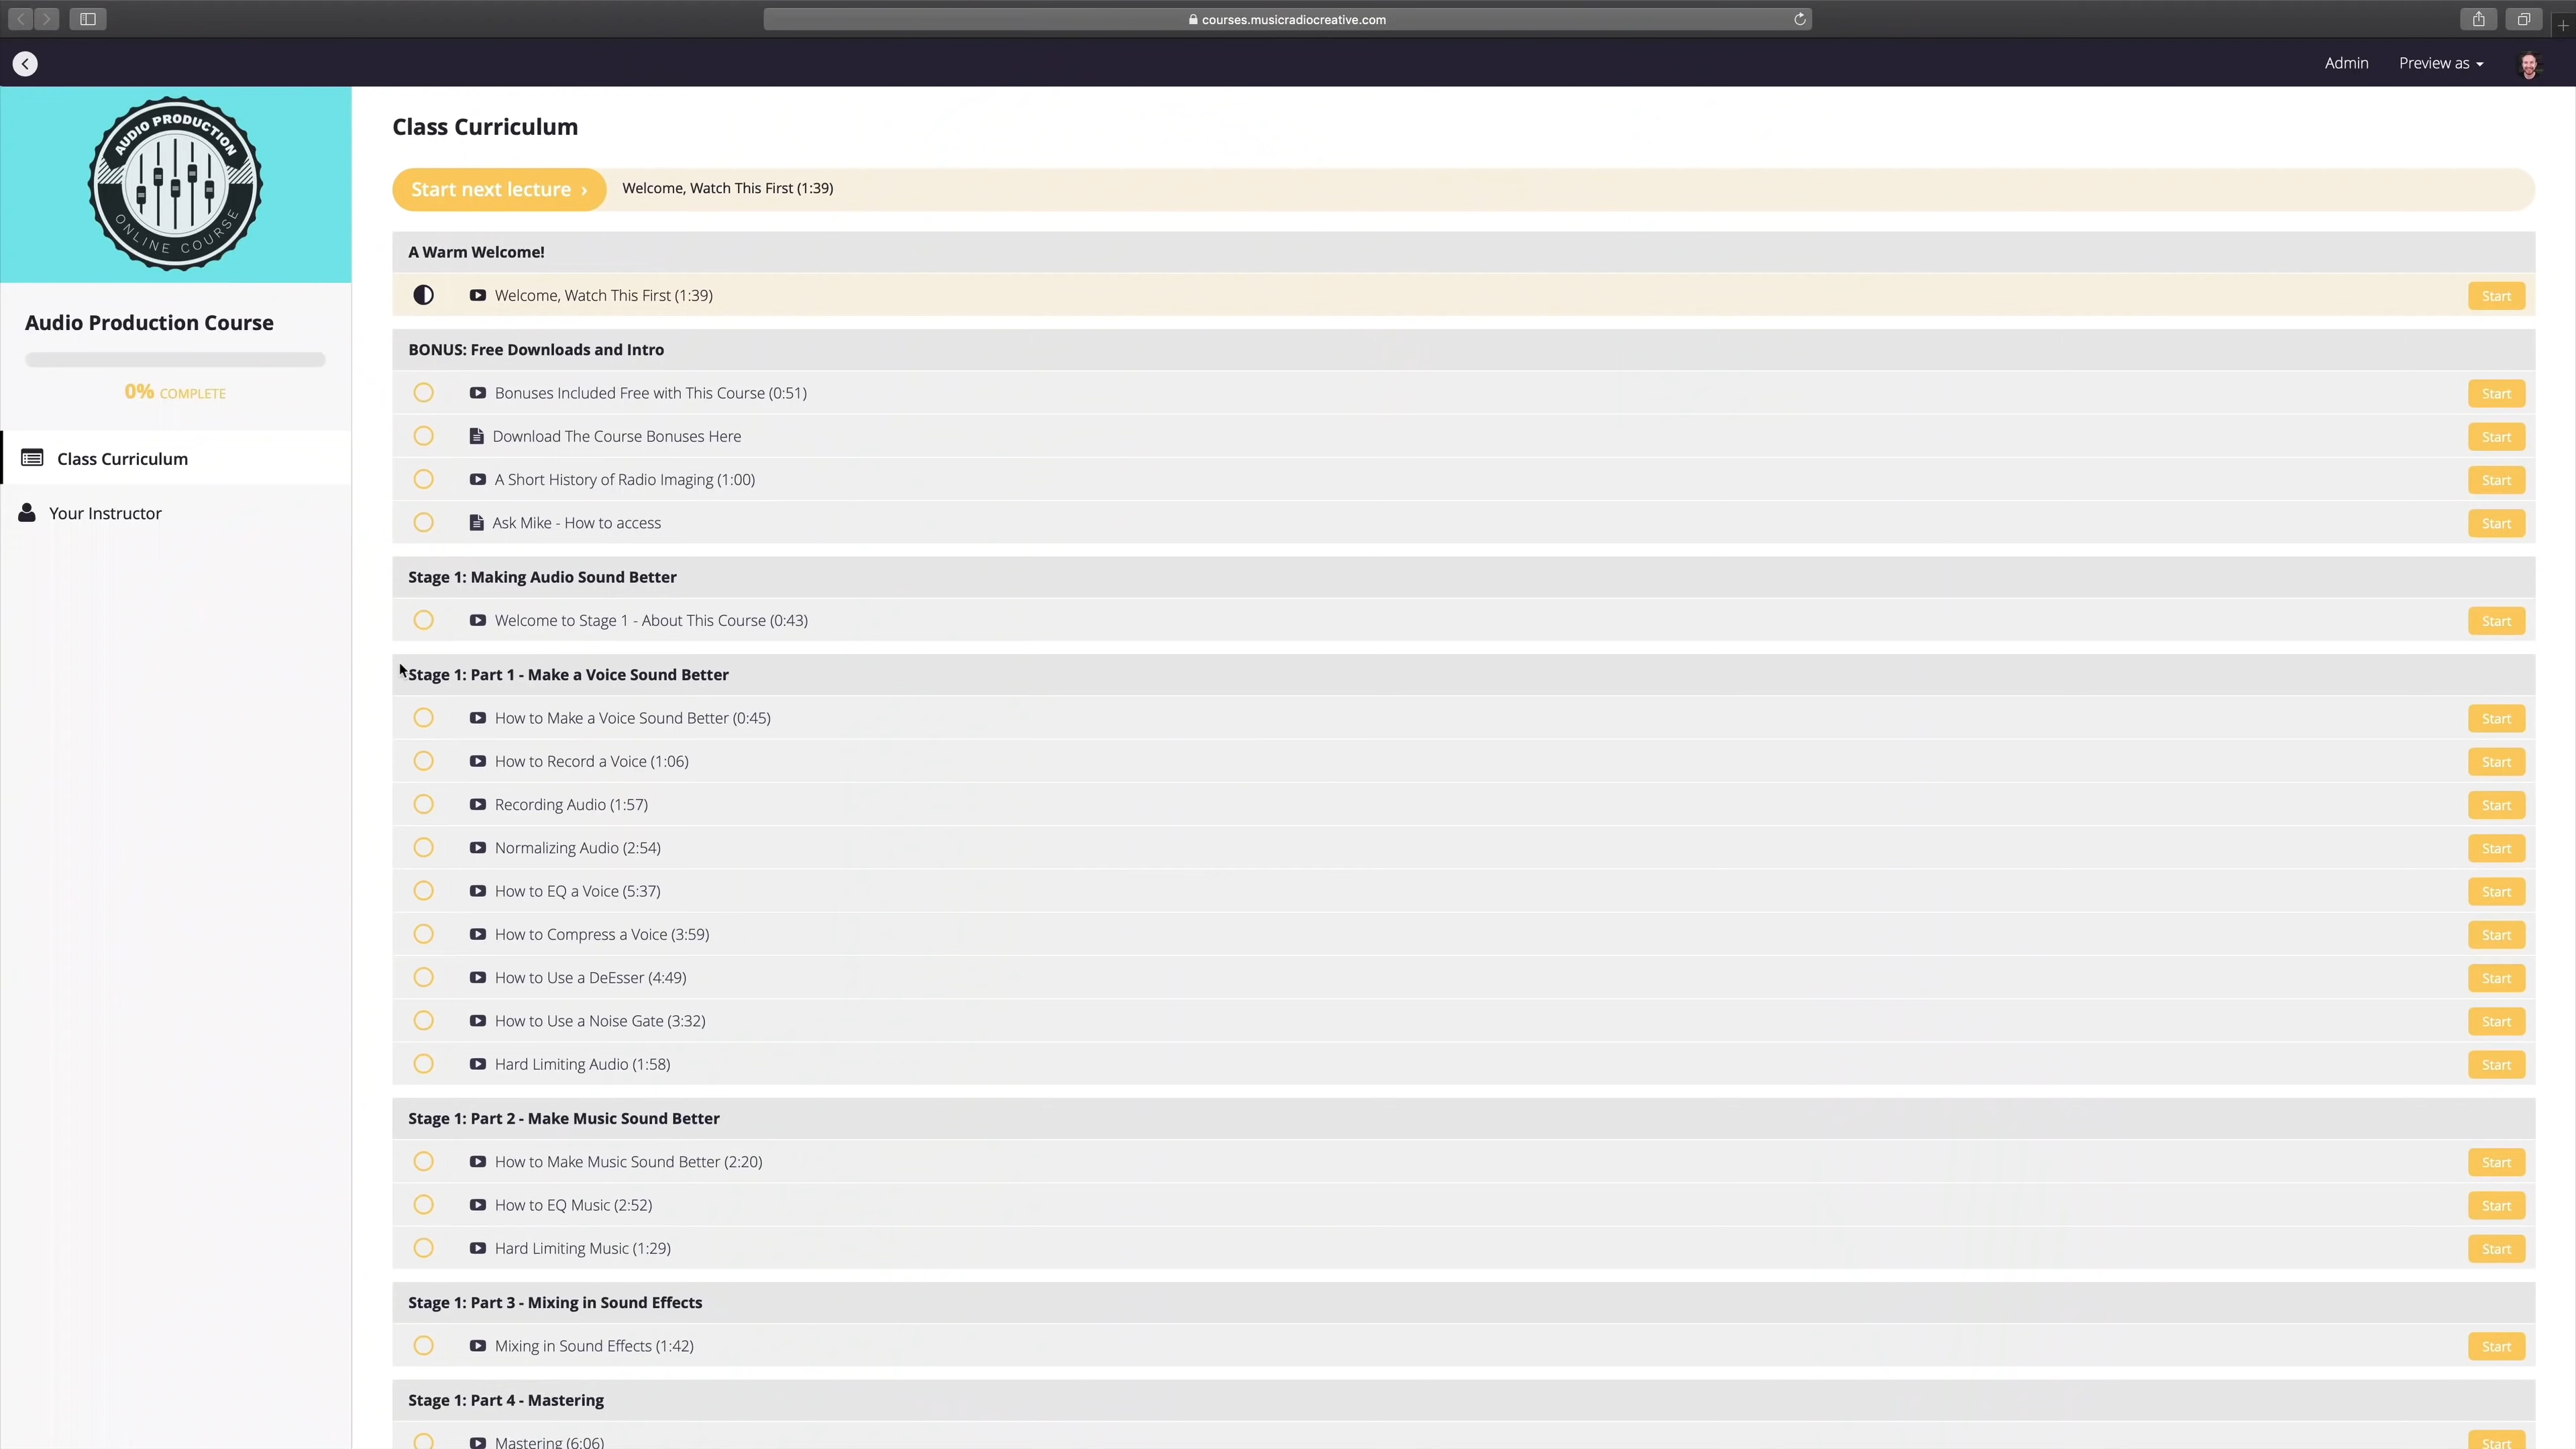 courses.musicradiocreative.com
Admin
Preview as
AUDIO PRODUCTION
ONLINE COURSE
Audio Production Course
0% COMPLETE
Class Curriculum
Your Instructor
Class Curriculum
Start next lecture ›
Welcome, Watch This First (1:39)
A Warm Welcome!
Welcome, Watch This First (1:39)
Start
BONUS: Free Downloads and Intro
Bonuses Included Free with This Course (0:51)
Start
Download The Course Bonuses Here
Start
A Short History of Radio Imaging (1:00)
Start
Ask Mike - How to access
Start
Stage 1: Making Audio Sound Better
Welcome to Stage 1 - About This Course (0:43)
Start
Stage 1: Part 1 - Make a Voice Sound Better
How to Make a Voice Sound Better (0:45)
Start
How to Record a Voice (1:06)
Start
Recording Audio (1:57)
Start
Normalizing Audio (2:54)
Start
How to EQ a Voice (5:37)
Start
How to Compress a Voice (3:59)
Start
How to Use a DeEsser (4:49)
Start
How to Use a Noise Gate (3:32)
Start
Hard Limiting Audio (1:58)
Start
Stage 1: Part 2 - Make Music Sound Better
How to Make Music Sound Better (2:20)
Start
How to EQ Music (2:52)
Start
Hard Limiting Music (1:29)
Start
Stage 1: Part 3 - Mixing in Sound Effects
Mixing in Sound Effects (1:42)
Start
Stage 1: Part 4 - Mastering
Mastering (6:06)
Start